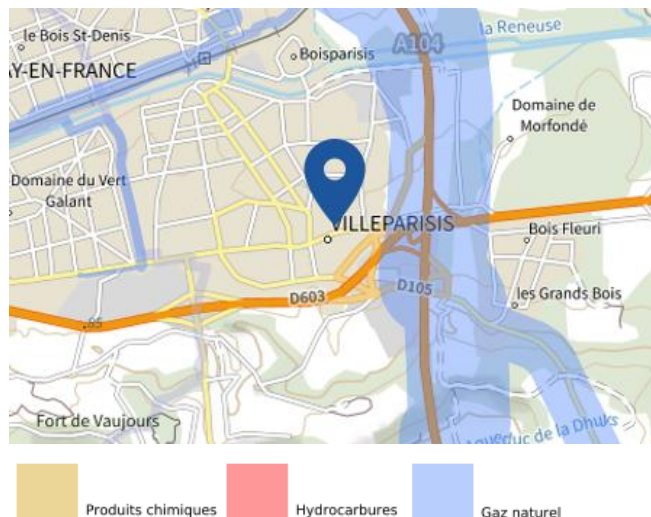 le Bois St-Denis
la Reneuse
A104
Boisparisis
AY-EN-FRANCE
Domaine de
Morfondé
Domaine du Vert
Galant
VILLEPARISIS
Bois Fleuri
D603
D105
les Grands Bois
65
Fort de Vaujours
Aqueduc de la Dhuis
Produits chimiques
Hydrocarbures
Gaz naturel